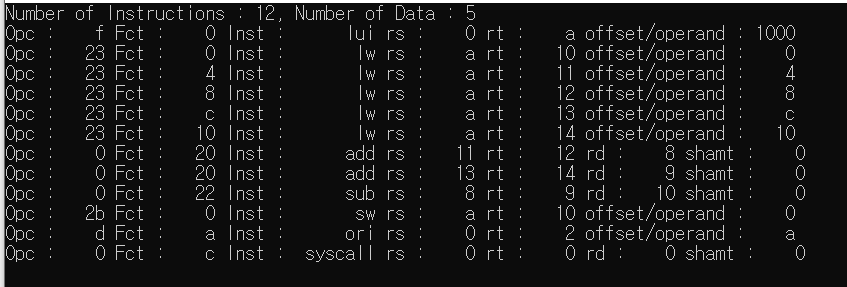 Number of Instructions : 12, Number of Data : 5
Opc :    f Fct :    0 Inst :        lui rs :    0 rt :    a offset/operand : 1000
Opc :   23 Fct :    0 Inst :         lw rs :    a rt :   10 offset/operand :    0
Opc :   23 Fct :    4 Inst :         lw rs :    a rt :   11 offset/operand :    4
Opc :   23 Fct :    8 Inst :         lw rs :    a rt :   12 offset/operand :    8
Opc :   23 Fct :    c Inst :         lw rs :    a rt :   13 offset/operand :    c
Opc :   23 Fct :   10 Inst :         lw rs :    a rt :   14 offset/operand :   10
Opc :    0 Fct :   20 Inst :        add rs :   11 rt :   12 rd :    8 shamt :    0
Opc :    0 Fct :   20 Inst :        add rs :   13 rt :   14 rd :    9 shamt :    0
Opc :    0 Fct :   22 Inst :        sub rs :    8 rt :    9 rd :   10 shamt :    0
Opc :   2b Fct :    0 Inst :         sw rs :    a rt :   10 offset/operand :    0
Opc :    d Fct :    a Inst :        ori rs :    0 rt :    2 offset/operand :    a
Opc :    0 Fct :    c Inst :    syscall rs :    0 rt :    0 rd :    0 shamt :    0